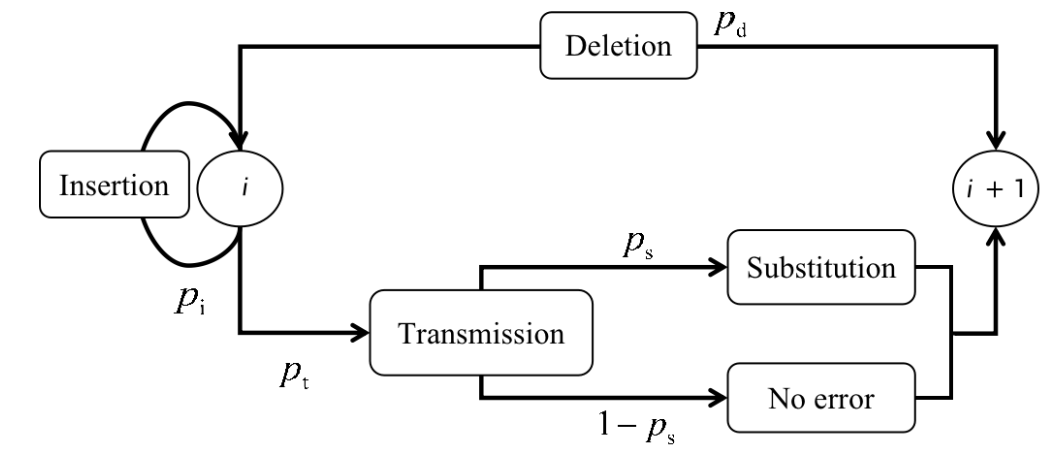 Deletion
p_d
Insertion
i
i + 1
p_i
p_s
Substitution
Transmission
p_t
No error
1 − p_s